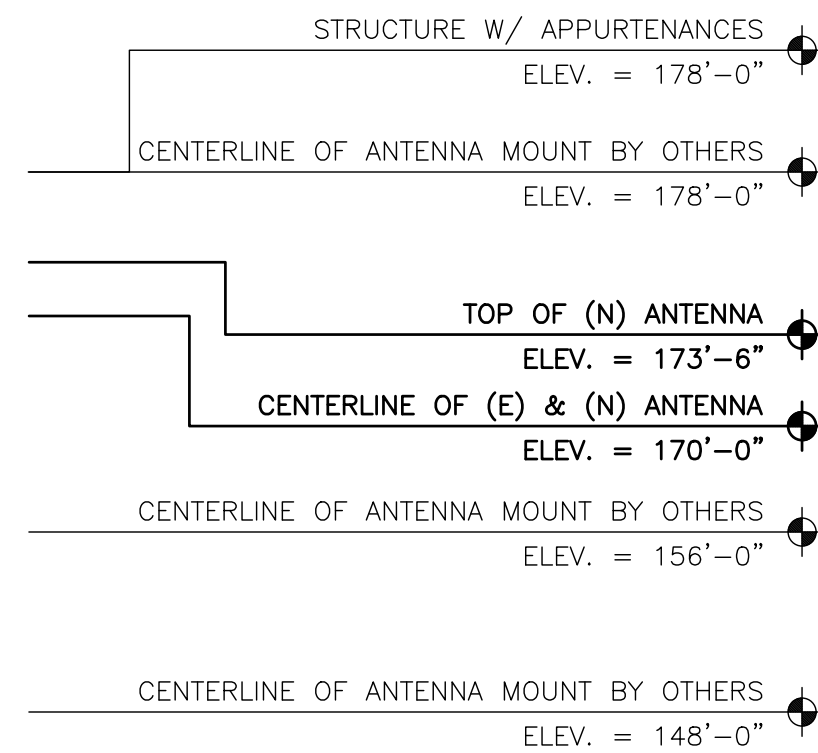 STRUCTURE W/ APPURTENANCES
ELEV. = 178'-0"
CENTERLINE OF ANTENNA MOUNT BY OTHERS
ELEV. = 178'-0"
TOP OF (N) ANTENNA
ELEV. = 173'-6"
CENTERLINE OF (E) & (N) ANTENNA
ELEV. = 170'-0"
CENTERLINE OF ANTENNA MOUNT BY OTHERS
ELEV. = 156'-0"
CENTERLINE OF ANTENNA MOUNT BY OTHERS
ELEV. = 148'-0"